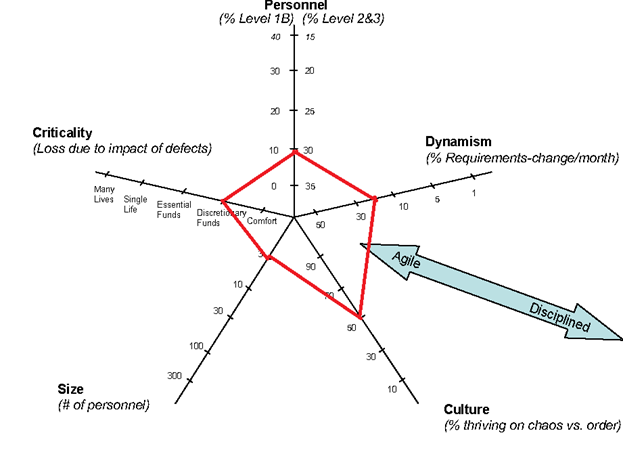 Personnel
(% Level 1B) (% Level 2&3)
40 15
30 20
20 25
10 30
0 35
Criticality
(Loss due to impact of defects)
Many
Lives
Single
Life
Essential
Funds
Discretionary
Funds
Comfort
Dynamism
(% Requirements-change/month)
50
30
10
5
1
90
70
50
30
10
Culture
(% thriving on chaos vs. order)
3
10
30
100
300
Size
(# of personnel)
Agile
Disciplined